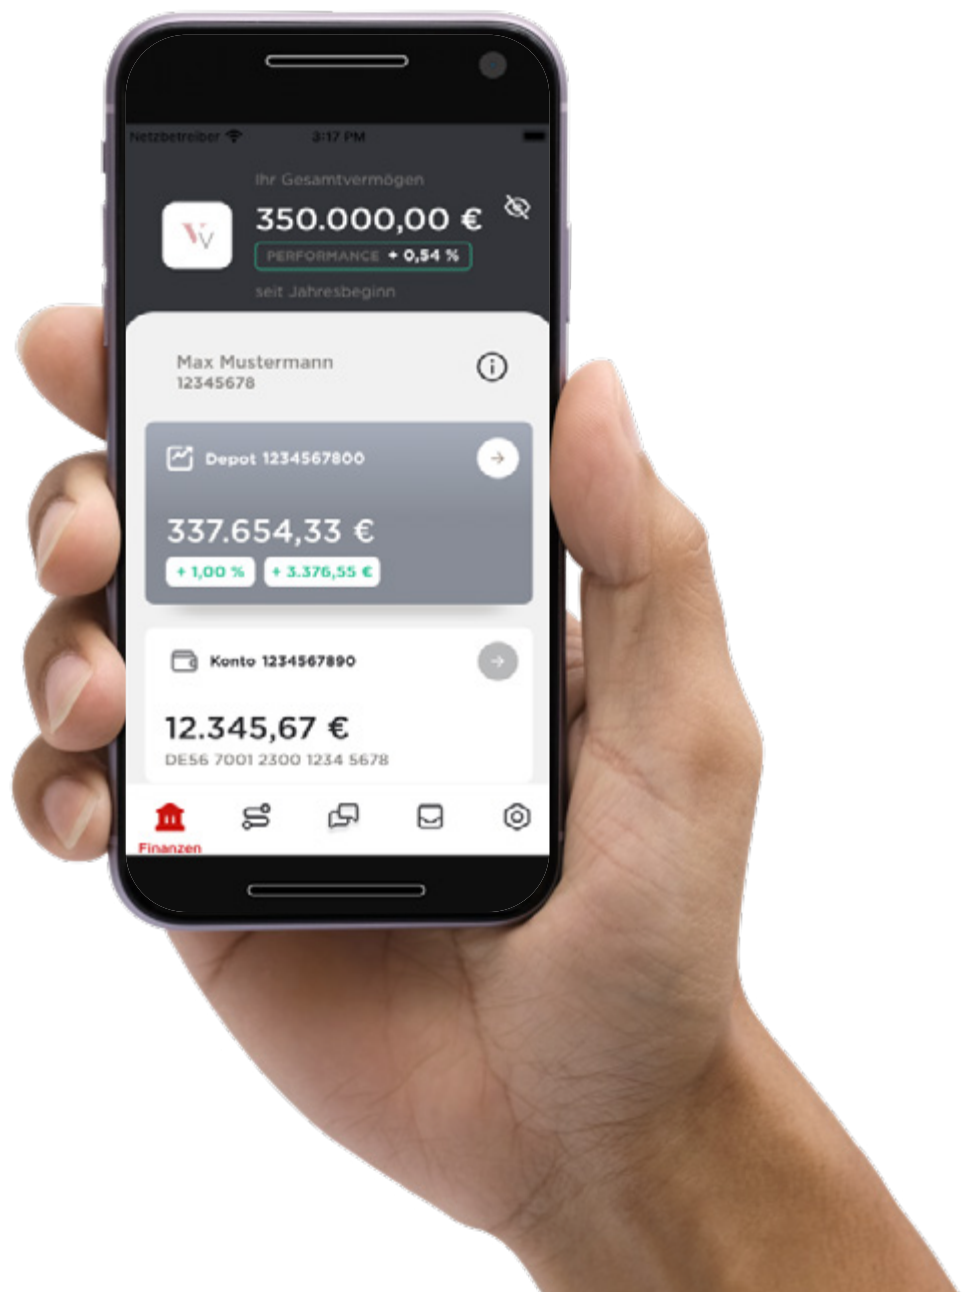 Netzbetreiber 3:17 PM
Ihr Gesamtvermögen
350.000,00 €
VV
PERFORMANCE + 0,54 %
seit Jahresbeginn
Max Mustermann
12345678
Depot 1234567800
337.654,33 €
+ 1,00 % + 3.376,55 €
Konto 1234567890
12.345,67 €
DE56 7001 2300 1234 5678
Finanzen